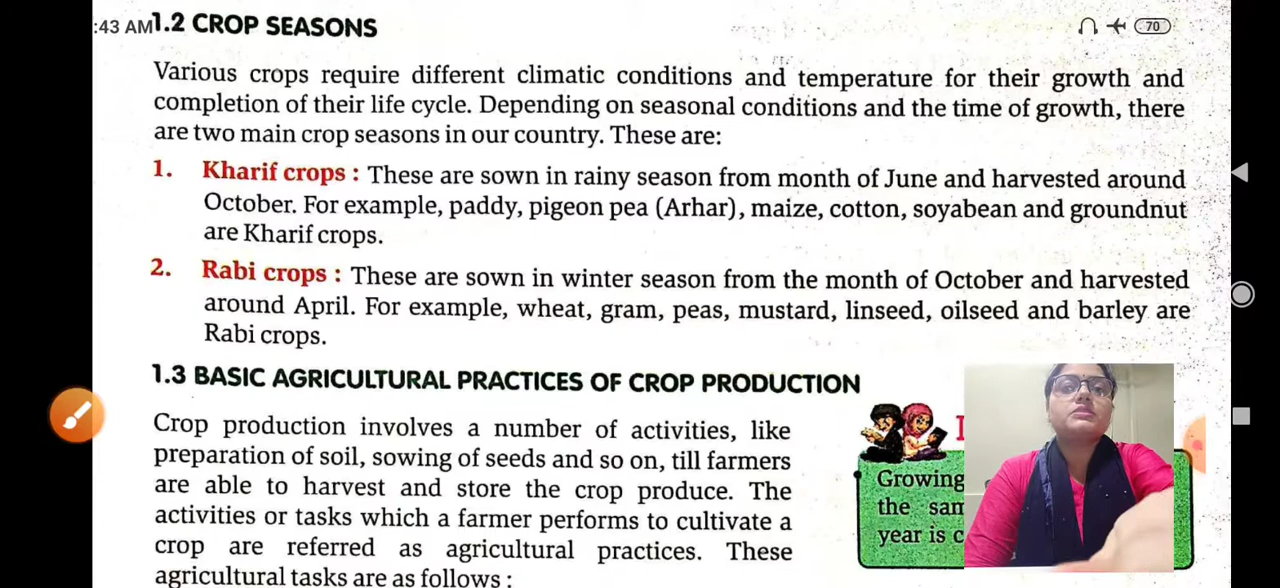 :43 AM
70
1.2 CROP SEASONS
Various crops require different climatic conditions and temperature for their growth and
completion of their life cycle. Depending on seasonal conditions and the time of growth, there
are two main crop seasons in our country. These are:
1. Kharif crops : These are sown in rainy season from month of June and harvested around
October. For example, paddy, pigeon pea (Arhar), maize, cotton, soyabean and groundnut
are Kharif crops.
2. Rabi crops : These are sown in winter season from the month of October and harvested
around April. For example, wheat, gram, peas, mustard, linseed, oilseed and barley are
Rabi crops.
1.3 BASIC AGRICULTURAL PRACTICES OF CROP PRODUCTION
Crop production involves a number of activities, like
preparation of soil, sowing of seeds and so on, till farmers
are able to harvest and store the crop produce. The
activities or tasks which a farmer performs to cultivate a
crop are referred as agricultural practices. These
agricultural tasks are as follows :
Growing
the
year is